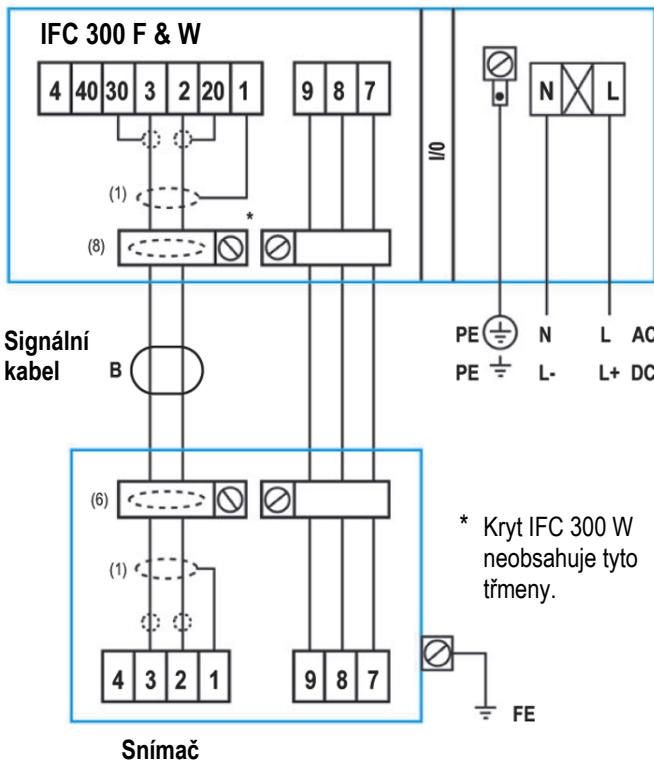 IFC 300 F & W
4 40 30 3 2 20 1
9 8 7
N L
I/0
(1)
*
(8)
PE N L AC
PE L- L+ DC
Signální
kabel
B
(6)
(1)
* Kryt IFC 300 W
neobsahuje tyto
třmeny.
4 3 2 1
9 8 7
FE
Snímač